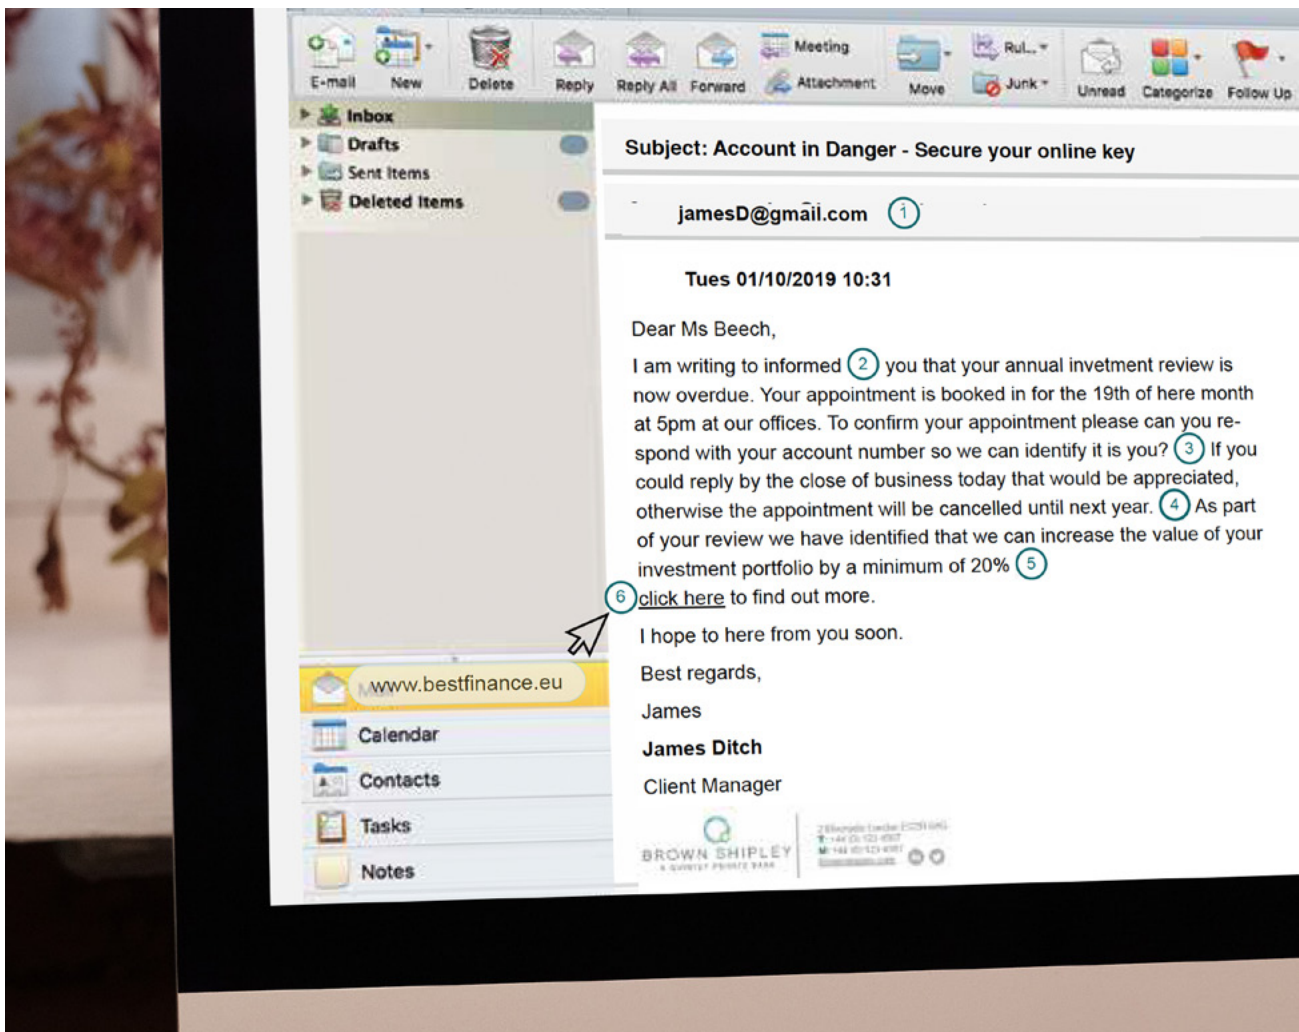 E-mail New Delete Reply Reply All Forward Meeting Attachment Move Rul... Junk Unread Categorize Follow Up
Inbox
Drafts
Sent Items
Deleted Items
Subject: Account in Danger - Secure your online key
jamesD@gmail.com 1
Tues 01/10/2019 10:31
Dear Ms Beech,
I am writing to informed 2 you that your annual invetment review is
now overdue. Your appointment is booked in for the 19th of here month
at 5pm at our offices. To confirm your appointment please can you re-
spond with your account number so we can identify it is you? 3 If you
could reply by the close of business today that would be appreciated,
otherwise the appointment will be cancelled until next year. 4 As part
of your review we have identified that we can increase the value of your
investment portfolio by a minimum of 20% 5
6 click here to find out more.
I hope to here from you soon.
Best regards,
James
James Ditch
Client Manager
BROWN SHIPLEY
A QUINTET PRIVATE BANK
www.bestfinance.eu
Calendar
Contacts
Tasks
Notes